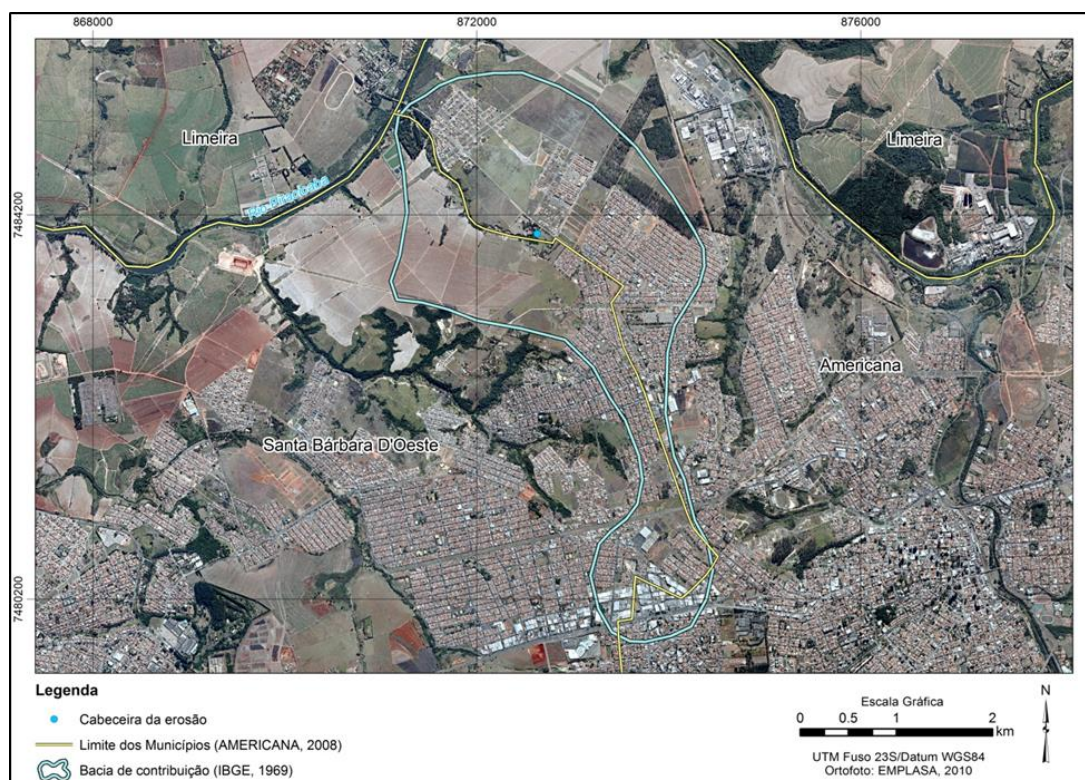 868000
872000
876000
Limeira
Limeira
Rio Piracicaba
7484200
Americana
Santa Bárbara D'Oeste
7480200
Legenda
Cabeceira da erosão
Limite dos Municípios (AMERICANA, 2008)
Bacia de contribuição (IBGE, 1969)
Escala Gráfica
0 0.5 1 2
km
N
UTM Fuso 23S/Datum WGS84
Ortofoto: EMPLASA, 2010